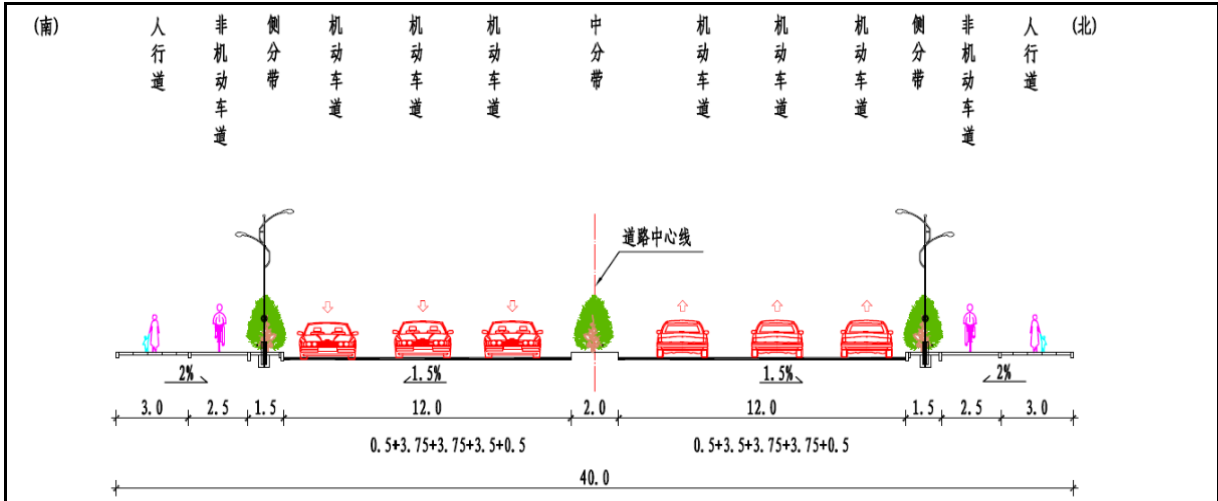 (南)
人行道
非机动车道
侧分带
机动车道
机动车道
机动车道
中分带
机动车道
机动车道
机动车道
侧分带
非机动车道
人行道
(北)
道路中心线
2%
1.5%
1.5%
2%
3.0
2.5
1.5
12.0
2.0
12.0
1.5
2.5
3.0
0.5+3.75+3.75+3.5+0.5
0.5+3.5+3.75+3.75+0.5
40.0